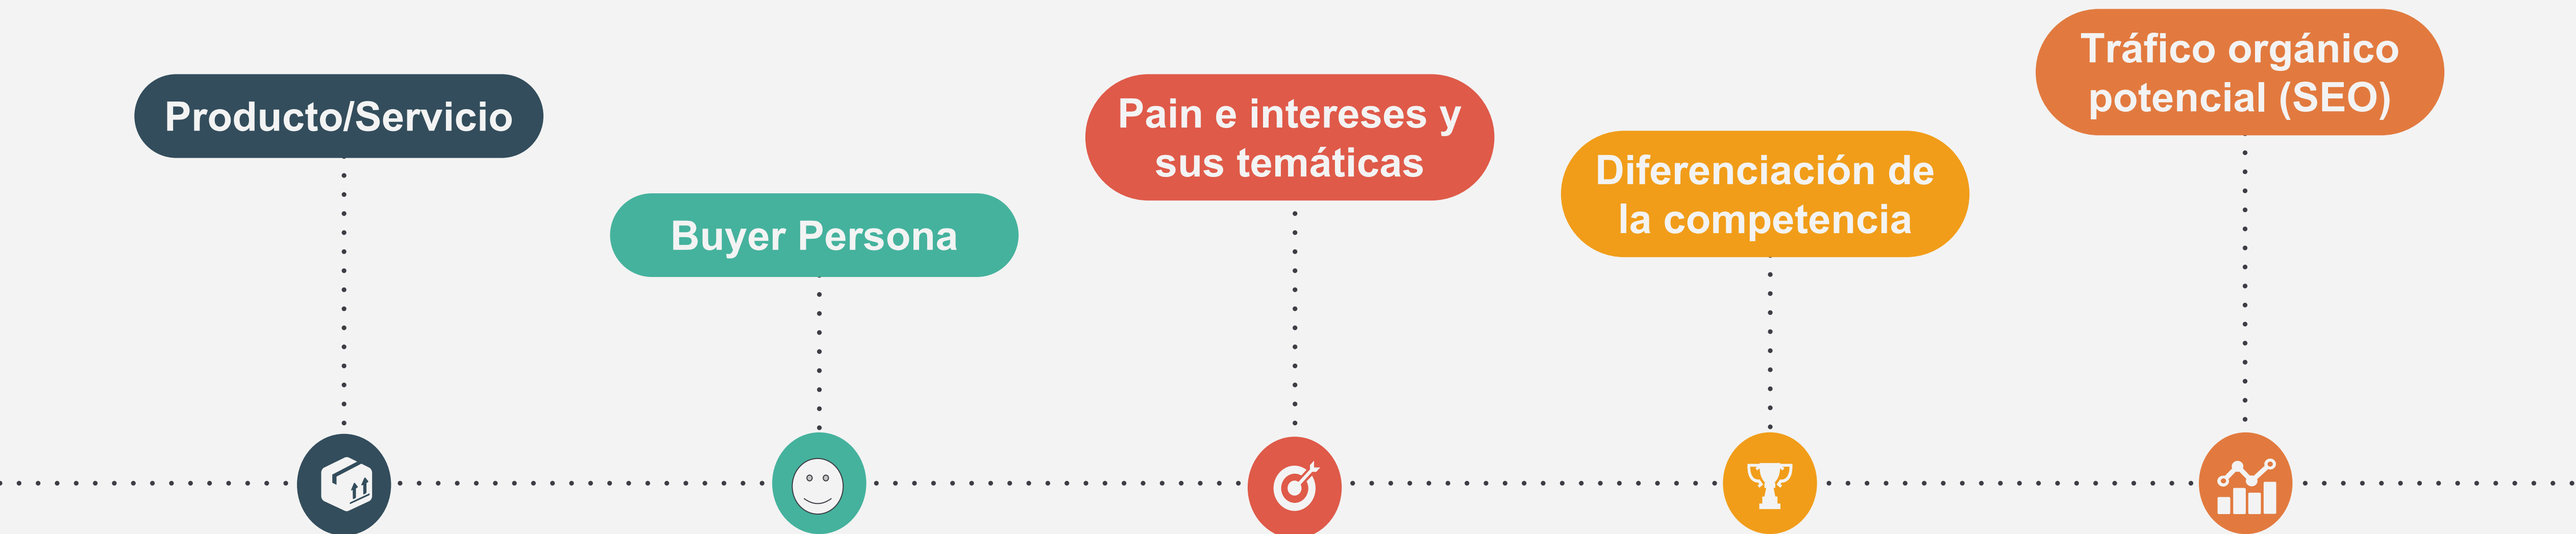 Producto/Servicio
Buyer Persona
Pain e intereses y
sus temáticas
Diferenciación de
la competencia
Tráfico orgánico
potencial (SEO)